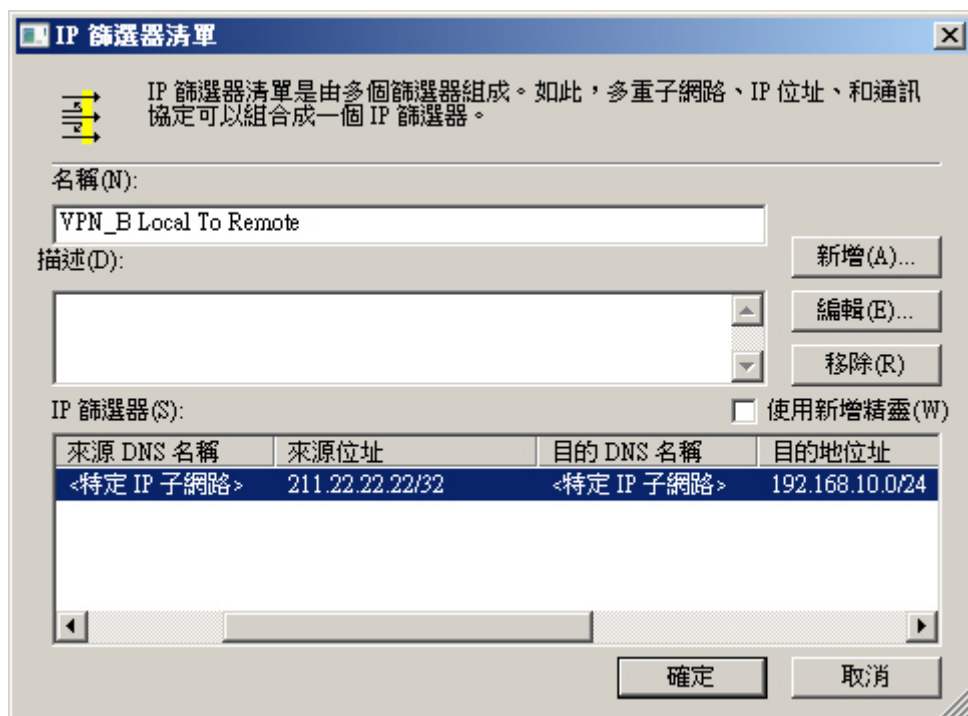 IP 篩選器清單
IP 篩選器清單是由多個篩選器組成。如此，多重子網路、IP 位址、和通訊
協定可以組合成一個 IP 篩選器。
名稱(N):
VPN_B Local To Remote
描述(D):
新增(A)...
編輯(E)...
移除(R)
IP 篩選器(S):
使用新增精靈(W)
來源 DNS 名稱 來源位址 目的 DNS 名稱 目的地位址
<特定 IP 子網路> 211.22.22.22/32 <特定 IP 子網路> 192.168.10.0/24
確定 取消